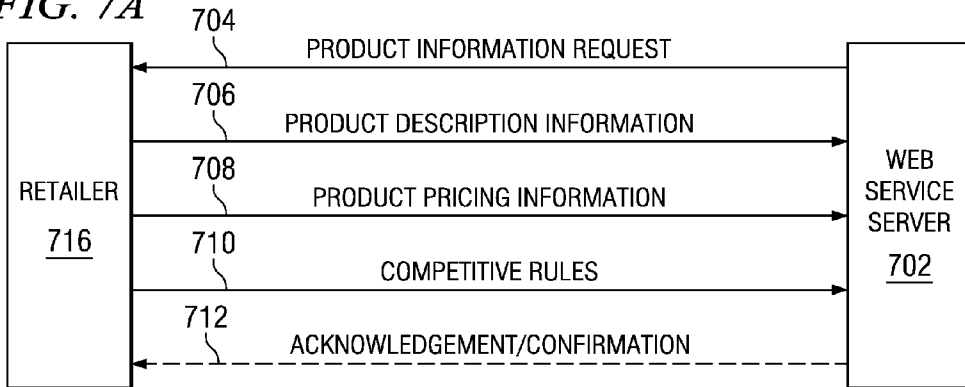 FIG. 7A
704
PRODUCT INFORMATION REQUEST
706
PRODUCT DESCRIPTION INFORMATION
708
PRODUCT PRICING INFORMATION
710
COMPETITIVE RULES
712
ACKNOWLEDGEMENT/CONFIRMATION
RETAILER
716
WEB
SERVICE
SERVER
702